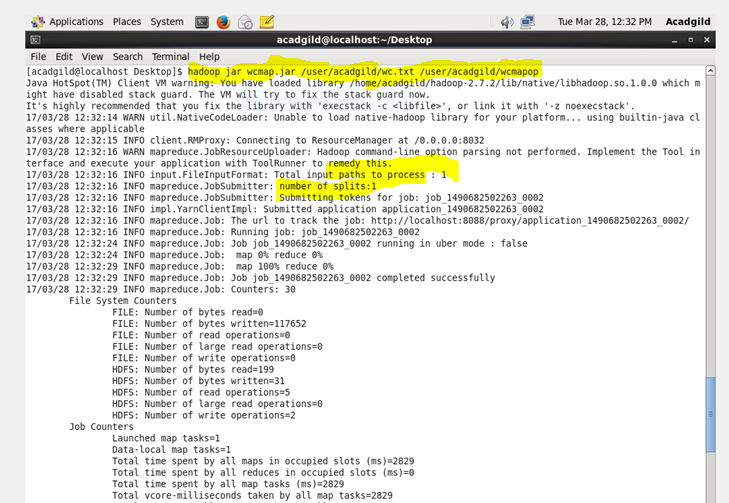 Applications Places System Tue Mar 28, 12:32 PM Acadgild
acadgild@localhost:~/Desktop
File Edit View Search Terminal Help
[acadgild@localhost Desktop]$ hadoop jar wcmap.jar /user/acadgild/wc.txt /user/acadgild/wcmapop
Java HotSpot(TM) Client VM warning: You have loaded library /home/acadgild/hadoop-2.7.2/lib/native/libhadoop.so.1.0.0 which m
ight have disabled stack guard. The VM will try to fix the stack guard now.
It's highly recommended that you fix the library with 'execstack -c <libfile>', or link it with '-z noexecstack'.
17/03/28 12:32:14 WARN util.NativeCodeLoader: Unable to load native-hadoop library for your platform... using builtin-java cl
asses where applicable
17/03/28 12:32:15 INFO client.RMProxy: Connecting to ResourceManager at /0.0.0.0:8032
17/03/28 12:32:16 WARN mapreduce.JobResourceUploader: Hadoop command-line option parsing not performed. Implement the Tool in
terface and execute your application with ToolRunner to remedy this.
17/03/28 12:32:16 INFO input.FileInputFormat: Total input paths to process : 1
17/03/28 12:32:16 INFO mapreduce.JobSubmitter: number of splits:1
17/03/28 12:32:16 INFO mapreduce.JobSubmitter: Submitting tokens for job: job_1490682502263_0002
17/03/28 12:32:16 INFO impl.YarnClientImpl: Submitted application application_1490682502263_0002
17/03/28 12:32:16 INFO mapreduce.Job: The url to track the job: http://localhost:8088/proxy/application_1490682502263_0002/
17/03/28 12:32:16 INFO mapreduce.Job: Running job: job_1490682502263_0002
17/03/28 12:32:24 INFO mapreduce.Job: Job job_1490682502263_0002 running in uber mode : false
17/03/28 12:32:24 INFO mapreduce.Job: map 0% reduce 0%
17/03/28 12:32:29 INFO mapreduce.Job: map 100% reduce 0%
17/03/28 12:32:29 INFO mapreduce.Job: Job job_1490682502263_0002 completed successfully
17/03/28 12:32:29 INFO mapreduce.Job: Counters: 30
File System Counters
FILE: Number of bytes read=0
FILE: Number of bytes written=117652
FILE: Number of read operations=0
FILE: Number of large read operations=0
FILE: Number of write operations=0
HDFS: Number of bytes read=199
HDFS: Number of bytes written=31
HDFS: Number of read operations=5
HDFS: Number of large read operations=0
HDFS: Number of write operations=2
Job Counters
Launched map tasks=1
Data-local map tasks=1
Total time spent by all maps in occupied slots (ms)=2829
Total time spent by all reduces in occupied slots (ms)=0
Total time spent by all map tasks (ms)=2829
Total vcore-milliseconds taken by all map tasks=2829